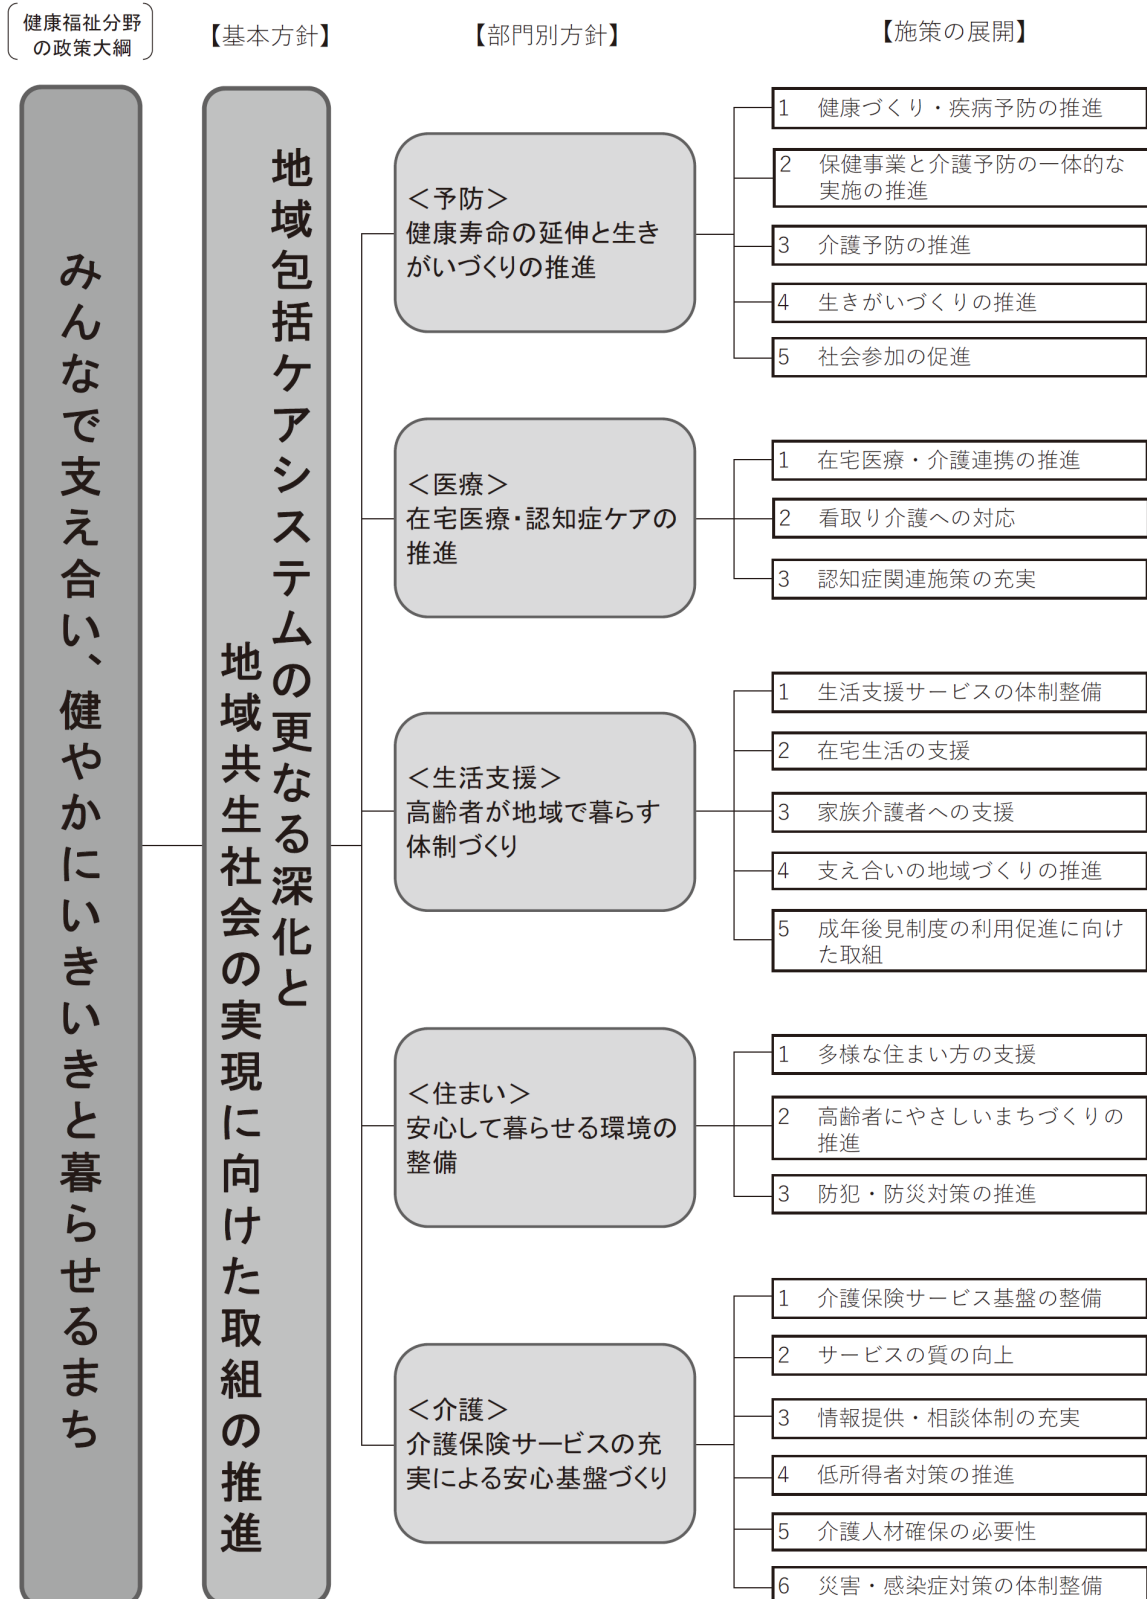 健康福祉分野
の政策大綱
【基本方針】
【部門別方針】
【施策の展開】
みんなで支え合い、健やかにいきいきと暮らせるまち
地域包括ケアシステムの更なる深化と
地域共生社会の実現に向けた取組の推進
＜予防＞
健康寿命の延伸と生き
がいづくりの推進
1 健康づくり・疾病予防の推進
2 保健事業と介護予防の一体的な
実施の推進
3 介護予防の推進
4 生きがいづくりの推進
5 社会参加の促進
＜医療＞
在宅医療・認知症ケアの
推進
1 在宅医療・介護連携の推進
2 看取り介護への対応
3 認知症関連施策の充実
＜生活支援＞
高齢者が地域で暮らす
体制づくり
1 生活支援サービスの体制整備
2 在宅生活の支援
3 家族介護者への支援
4 支え合いの地域づくりの推進
5 成年後見制度の利用促進に向け
た取組
＜住まい＞
安心して暮らせる環境の
整備
1 多様な住まい方の支援
2 高齢者にやさしいまちづくりの
推進
3 防犯・防災対策の推進
＜介護＞
介護保険サービスの充
実による安心基盤づくり
1 介護保険サービス基盤の整備
2 サービスの質の向上
3 情報提供・相談体制の充実
4 低所得者対策の推進
5 介護人材確保の必要性
6 災害・感染症対策の体制整備